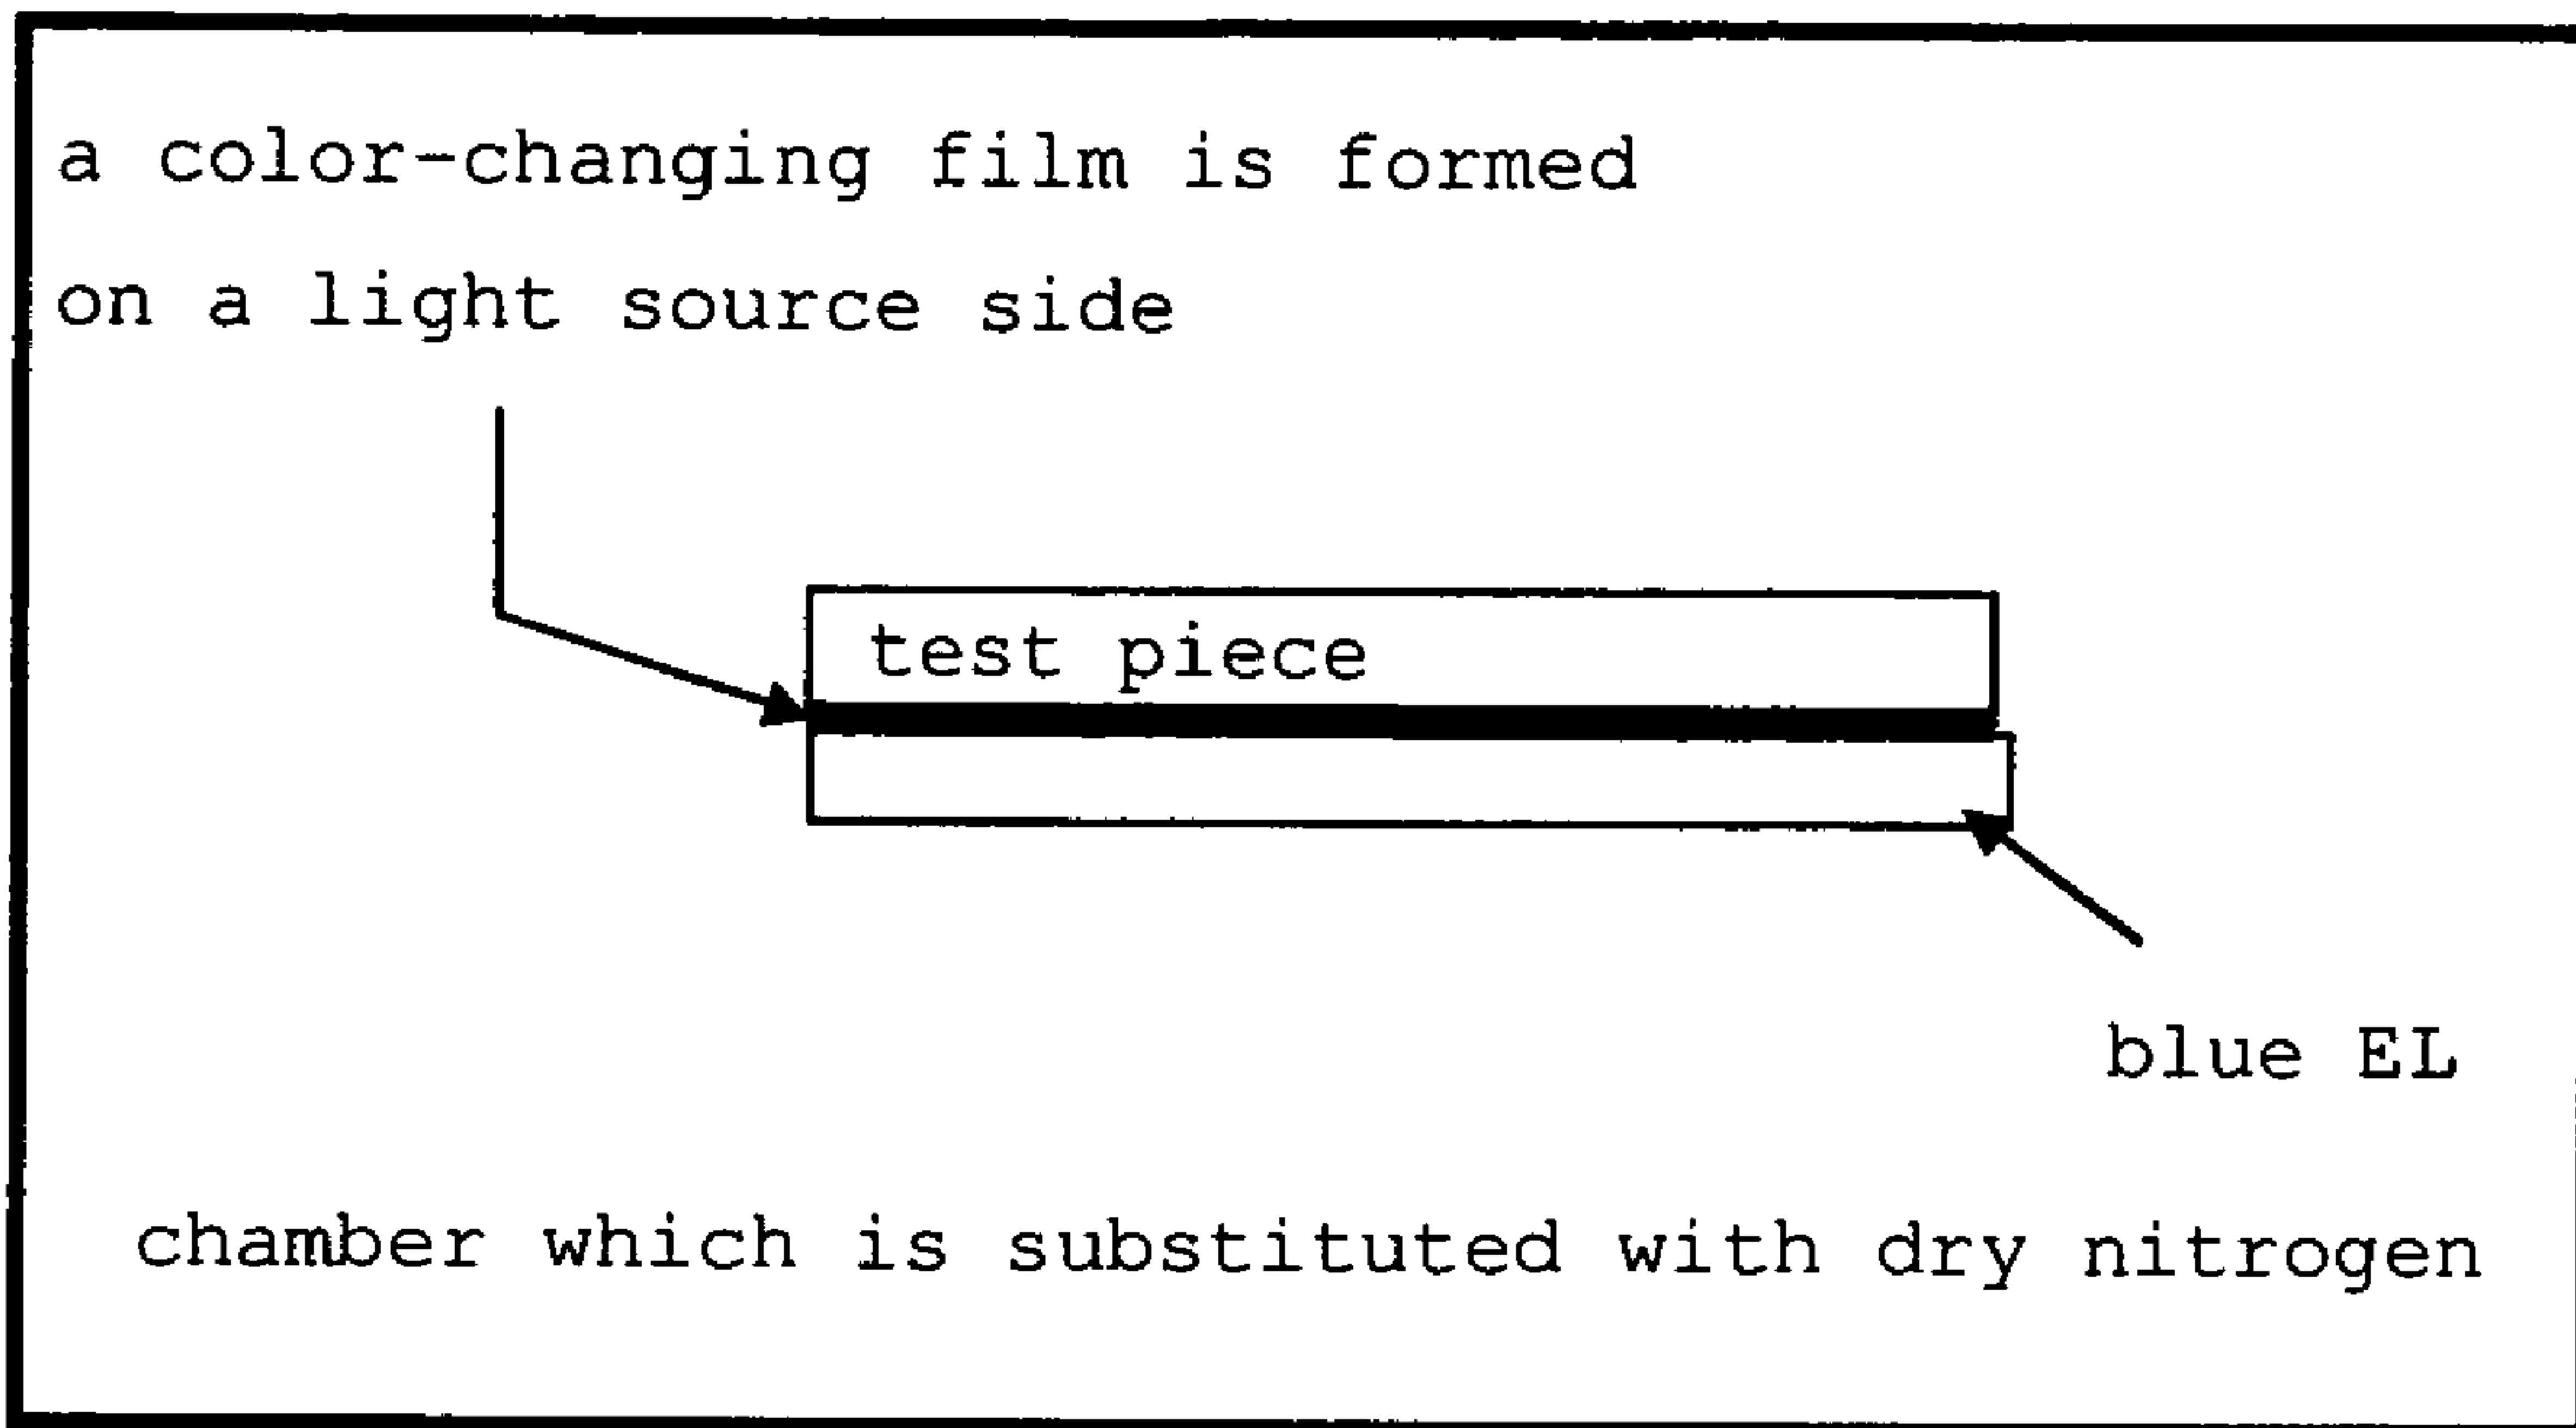 a color-changing film is formed
on a light source side
test piece
blue EL
chamber which is substituted with dry nitrogen